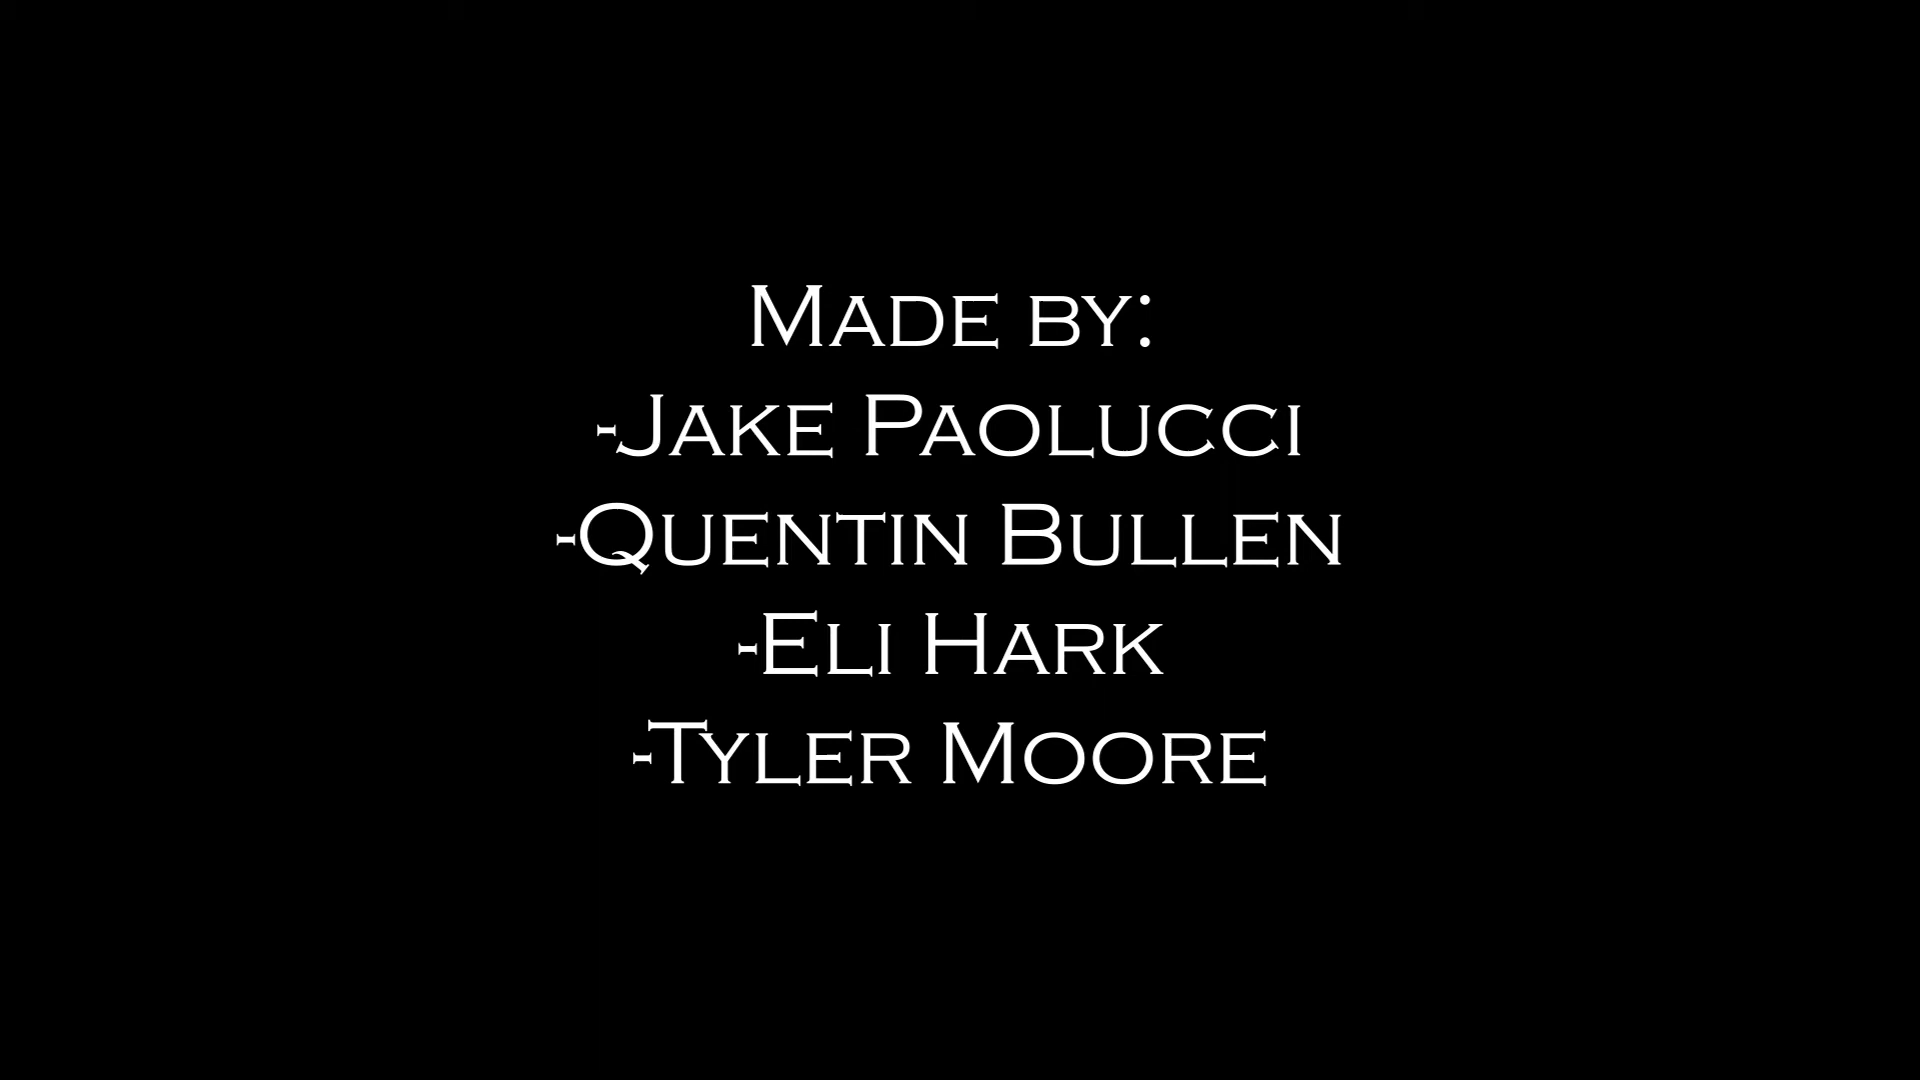 Made by:
-Jake Paolucci
-Quentin Bullen
-Eli Hark
-Tyler Moore